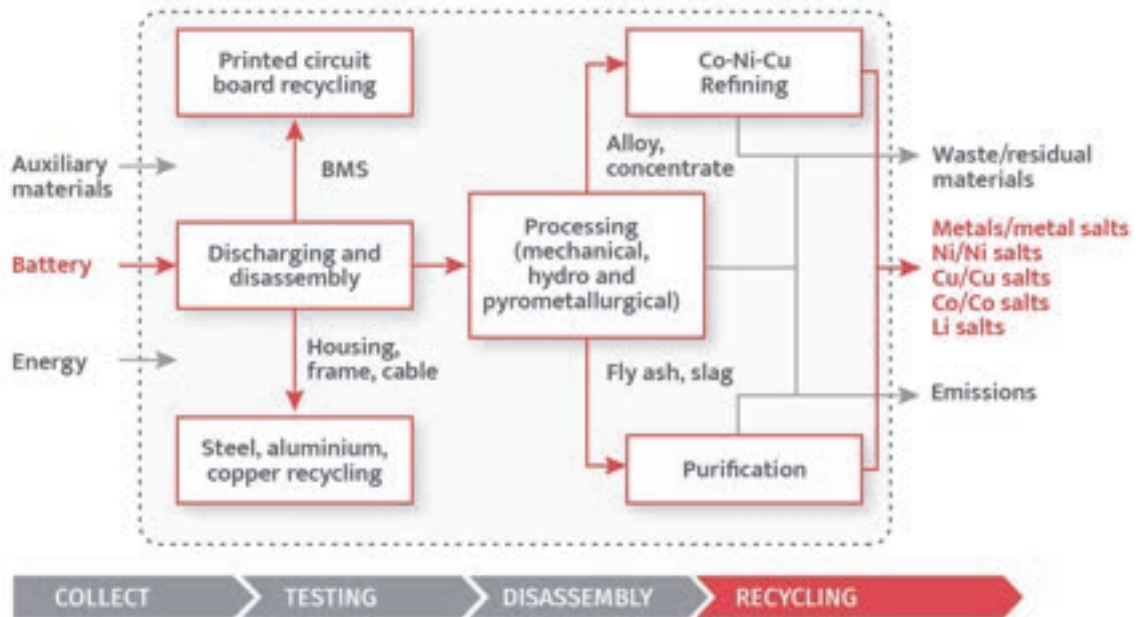 Printed circuit
board recycling
Co-Ni-Cu
Refining
Auxiliary
materials
BMS
Alloy,
concentrate
Waste/residual
materials
Battery
Discharging and
disassembly
Processing
(mechanical,
hydro and
pyrometallurgical)
Metals/metal salts
Ni/Ni salts
Cu/Cu salts
Co/Co salts
Li salts
Energy
Housing,
frame, cable
Fly ash, slag
Emissions
Steel, aluminium,
copper recycling
Purification
COLLECT
TESTING
DISASSEMBLY
RECYCLING